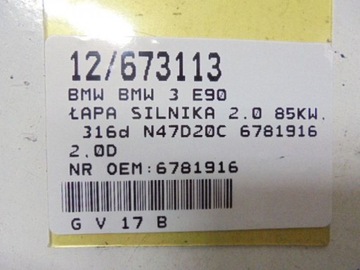 12/673113
BMW BMW 3 E90
ŁAPA SILNIKA 2.0 85KW.
316d N47D20C 6781916
2.0D
NR OEM:6781916
G V 17 B